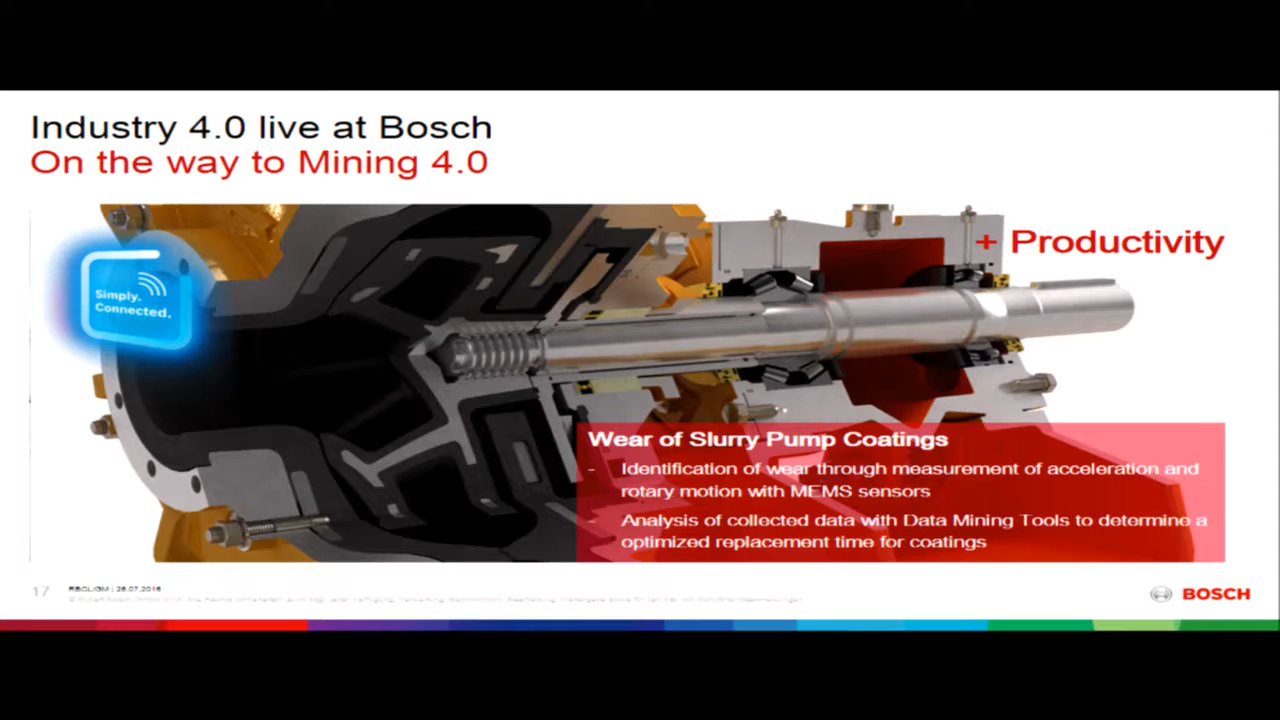 Industry 4.0 live at Bosch
On the way to Mining 4.0
+ Productivity
Simply.
Connected.
Wear of Slurry Pump Coatings
- Identification of wear through measurement of acceleration and
rotary motion with MEMS sensors
- Analysis of collected data with Data Mining Tools to determine a
optimized replacement time for coatings
17
26.07.2016
BOSCH